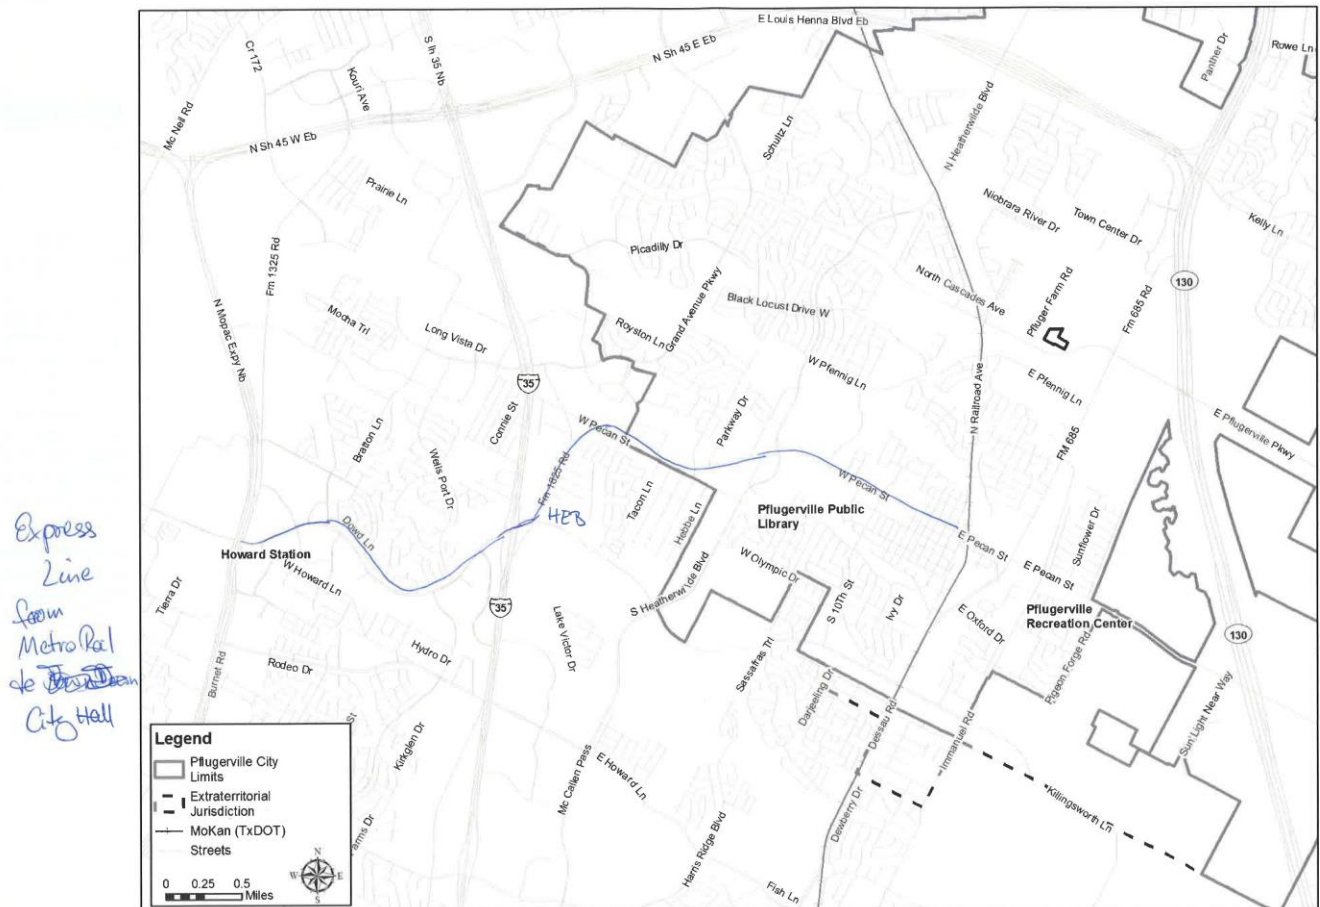 E Louis Henna Blvd Eb
Panther Dr
Rowe Ln
Cr 172
S Ih 35 Nb
N Sh 45 E Eb
Kouri Ave
Mc Neil Rd
N Sh 45 W Eb
Schultz Ln
N Heatherwilde Blvd
Prairie Ln
Niobrara River Dr
Town Center Dr
Kelly Ln
Fm 1325 Rd
Picadilly Dr
North Cascades Ave
130
N Mopac Expy Nb
Grand Avenue Pkwy
Black Locust Drive W
Pfluger Farm Rd
Fm 685 Rd
Mocha Trl
Long Vista Dr
Royston Ln
W Pfennig Ln
E Pfennig Ln
35
N Railroad Ave
Connie St
Parkway Dr
E Pflugerville Pkwy
W Pecan St
FM 685
Bratton Ln
Wells Port Dr
Fm 1825 Rd
Tacon Ln
W Pecan St
HEB
Hebbe Ln
Pflugerville Public
Library
Sunflower Dr
Express
Line
from
MetroRail
City Hall
Dowd Ln
Howard Station
W Howard Ln
E Pecan St
E Pecan St
W Olympic Dr
Tierra Dr
35
S Heatherwilde Blvd
S 10Th St
Ivy Dr
E Oxford Dr
Pflugerville
Recreation Center
130
Lake Victor Dr
Hydro Dr
Rodeo Dr
Burnet Rd
Sassafras Trl
Pigeon Forge Rd
Darjeeling Dr
Dessau Rd
Immanuel Rd
Sun Light Near Way
St
Kirkglen Dr
Mc Callen Pass
E Howard Ln
Killingsworth Ln
Dewberry Dr
Harris Ridge Blvd
Fish Ln
arms Dr
Legend
Pflugerville City
Limits
Extraterritorial
Jurisdiction
MoKan (TxDOT)
Streets
N
W E
S
0 0.25 0.5
Miles